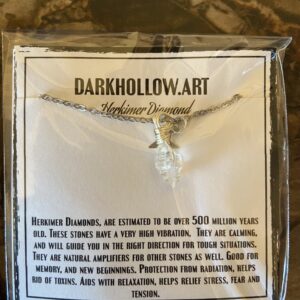 DARKHOLLOW.ART
Herkimer Diamond
HERKIMER DIAMONDS, ARE ESTIMATED TO BE OVER 500 MILLION YEARS
OLD. THESE STONES HAVE A VERY HIGH VIBRATION, THEY ARE CALMING,
AND WILL GUIDE YOU IN THE RIGHT DIRECTION FOR TOUGH SITUATIONS.
THEY ARE NATURAL AMPLIFIERS FOR OTHER STONES AS WELL. GOOD FOR
MEMORY, AND NEW BEGINNINGS. PROTECTION FROM RADIATION, HELPS
RID OF TOXINS. AIDS WITH RELAXATION, HELPS RELIEF STRESS, FEAR AND
TENSION.